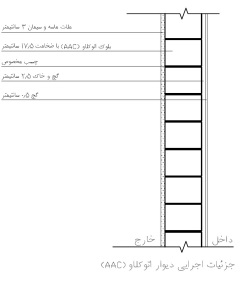 ملات ماسه و سیمان ۳ سانتیمتر
بلوک اتوکلاو (AAC) با ضخامت ۱۷/۵ سانتیمتر
چسب مخصوص
گچ و خاک ۲/۵ سانتیمتر
گچ ۰/۵ سانتیمتر
خارج
داخل
جزئیات اجرایی دیوار اتوکلاو (AAC)